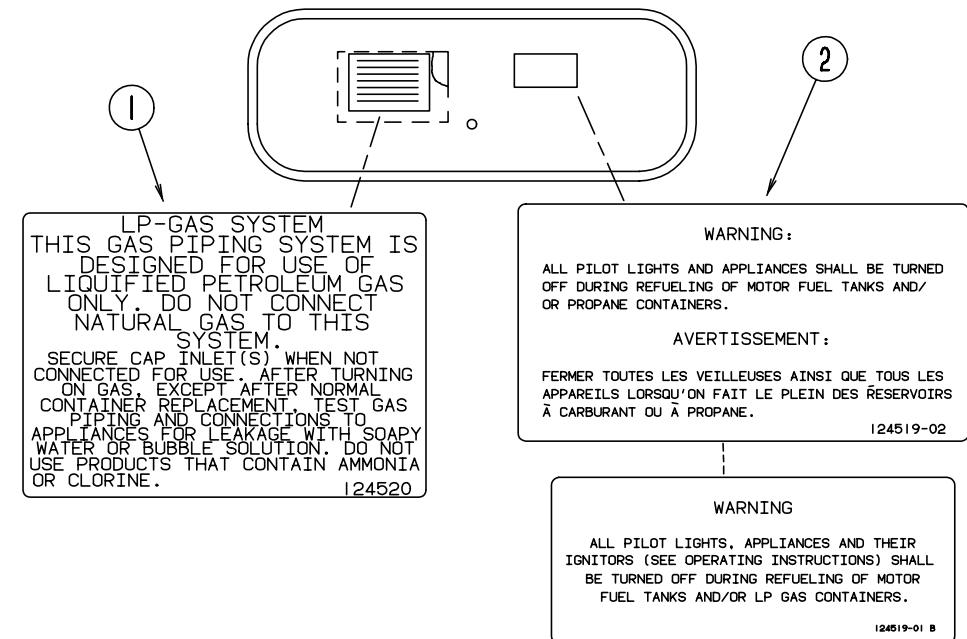 1
2
LP-GAS SYSTEM
THIS GAS PIPING SYSTEM IS
DESIGNED FOR USE OF
LIQUIFIED PETROLEUM GAS
ONLY. DO NOT CONNECT
NATURAL GAS TO THIS
SYSTEM.
SECURE CAP INLET(S) WHEN NOT
CONNECTED FOR USE. AFTER TURNING
ON GAS, EXCEPT AFTER NORMAL
CONTAINER REPLACEMENT, TEST GAS
PIPING AND CONNECTIONS TO
APPLIANCES FOR LEAKAGE WITH SOAPY
WATER OR BUBBLE SOLUTION. DO NOT
USE PRODUCTS THAT CONTAIN AMMONIA
OR CLORINE.
124520
WARNING:
ALL PILOT LIGHTS AND APPLIANCES SHALL BE TURNED
OFF DURING REFUELING OF MOTOR FUEL TANKS AND/
OR PROPANE CONTAINERS.
AVERTISSEMENT:
FERMER TOUTES LES VEILLEUSES AINSI QUE TOUS LES
APPAREILS LORSQU'ON FAIT LE PLEIN DES RESERVOIRS
À CARBURANT OU À PROPANE.
124519-02
WARNING
ALL PILOT LIGHTS, APPLIANCES AND THEIR
IGNITORS (SEE OPERATING INSTRUCTIONS) SHALL
BE TURNED OFF DURING REFUELING OF MOTOR
FUEL TANKS AND/OR LP GAS CONTAINERS.
124519-01 B